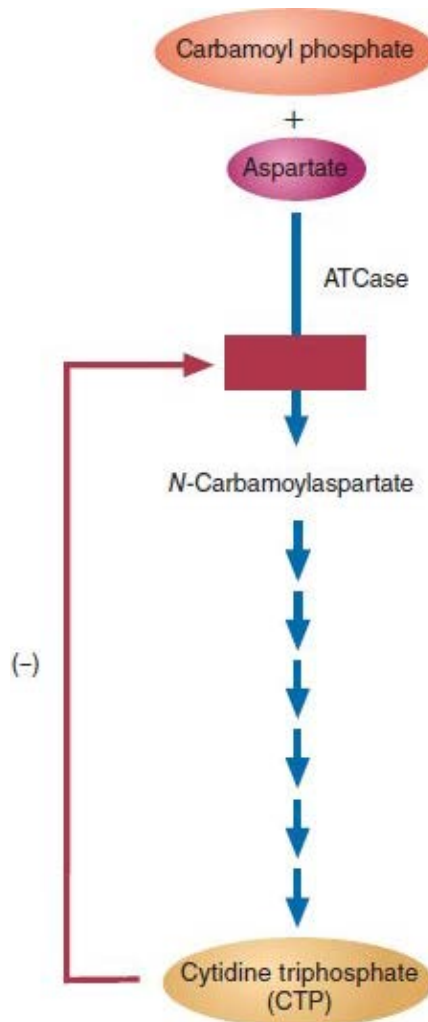 Carbamoyl phosphate
+
Aspartate
ATCase
N-Carbamoylaspartate
(–)
Cytidine triphosphate
(CTP)